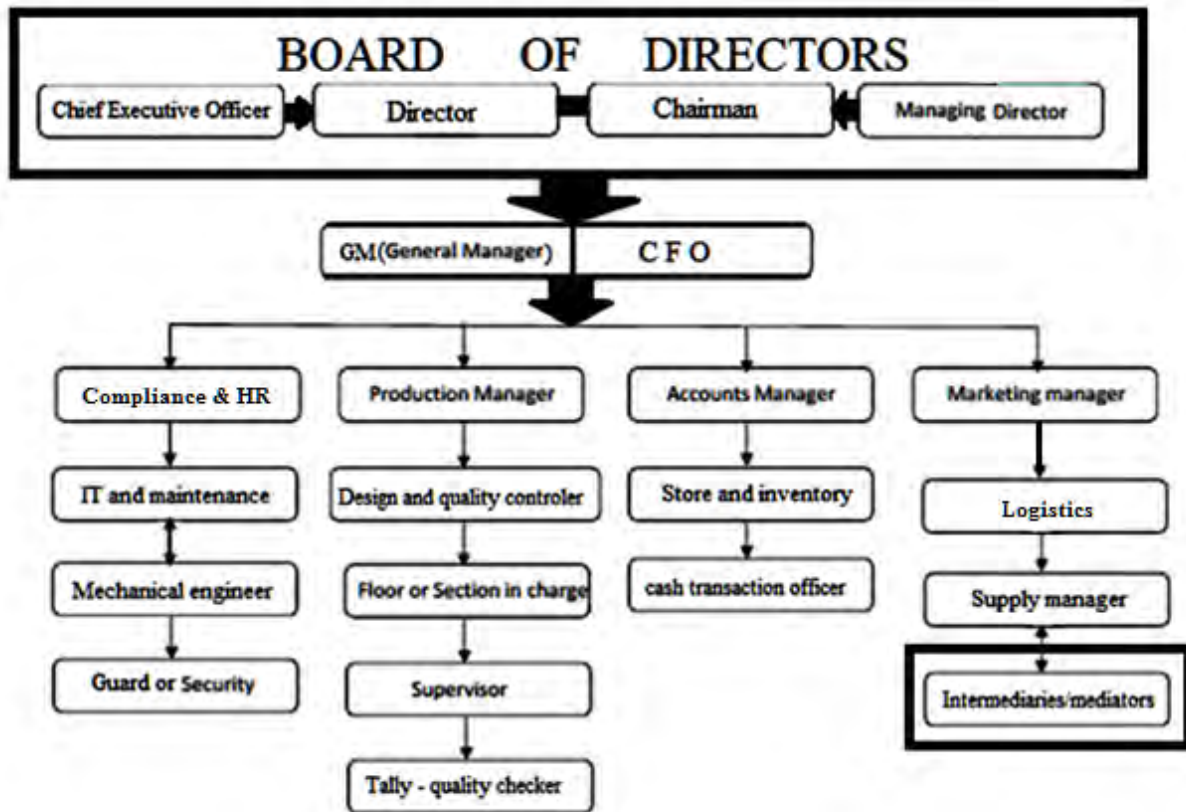 BOARD OF DIRECTORS
Chief Executive Officer
Director
Chairman
Managing Director
GM(General Manager)
C F O
Compliance & HR
Production Manager
Accounts Manager
Marketing manager
IT and maintenance
Design and quality controler
Store and inventory
Logistics
Mechanical engineer
Floor or Section in charge
cash transaction officer
Supply manager
Guard or Security
Supervisor
Intermediaries/mediators
Tally - quality checker